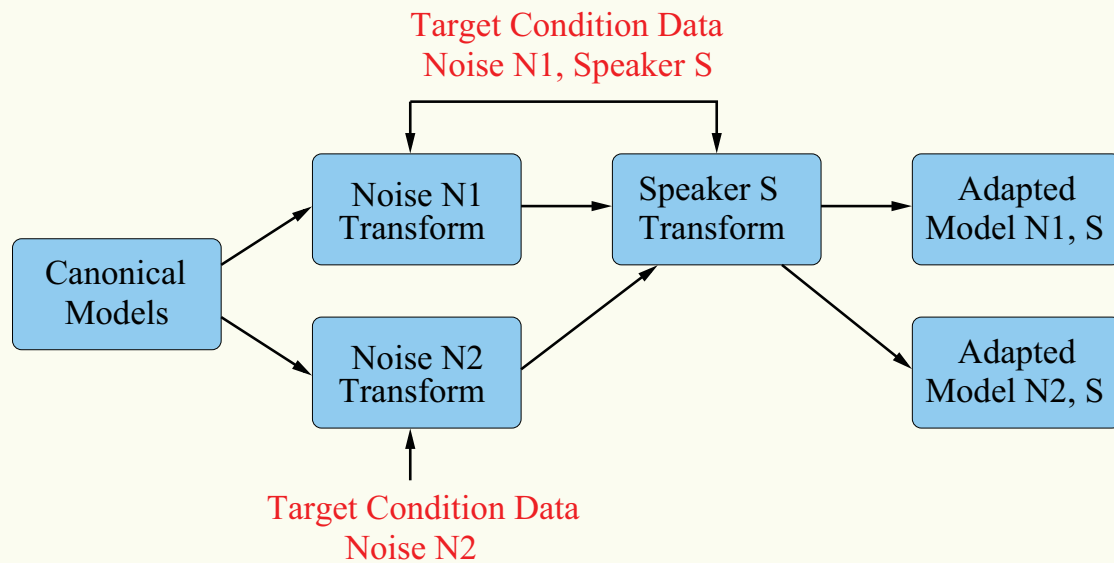 Target Condition Data
Noise N1, Speaker S
Noise N1
Transform
Speaker S
Transform
Adapted
Model N1, S
Canonical
Models
Noise N2
Transform
Adapted
Model N2, S
Target Condition Data
Noise N2